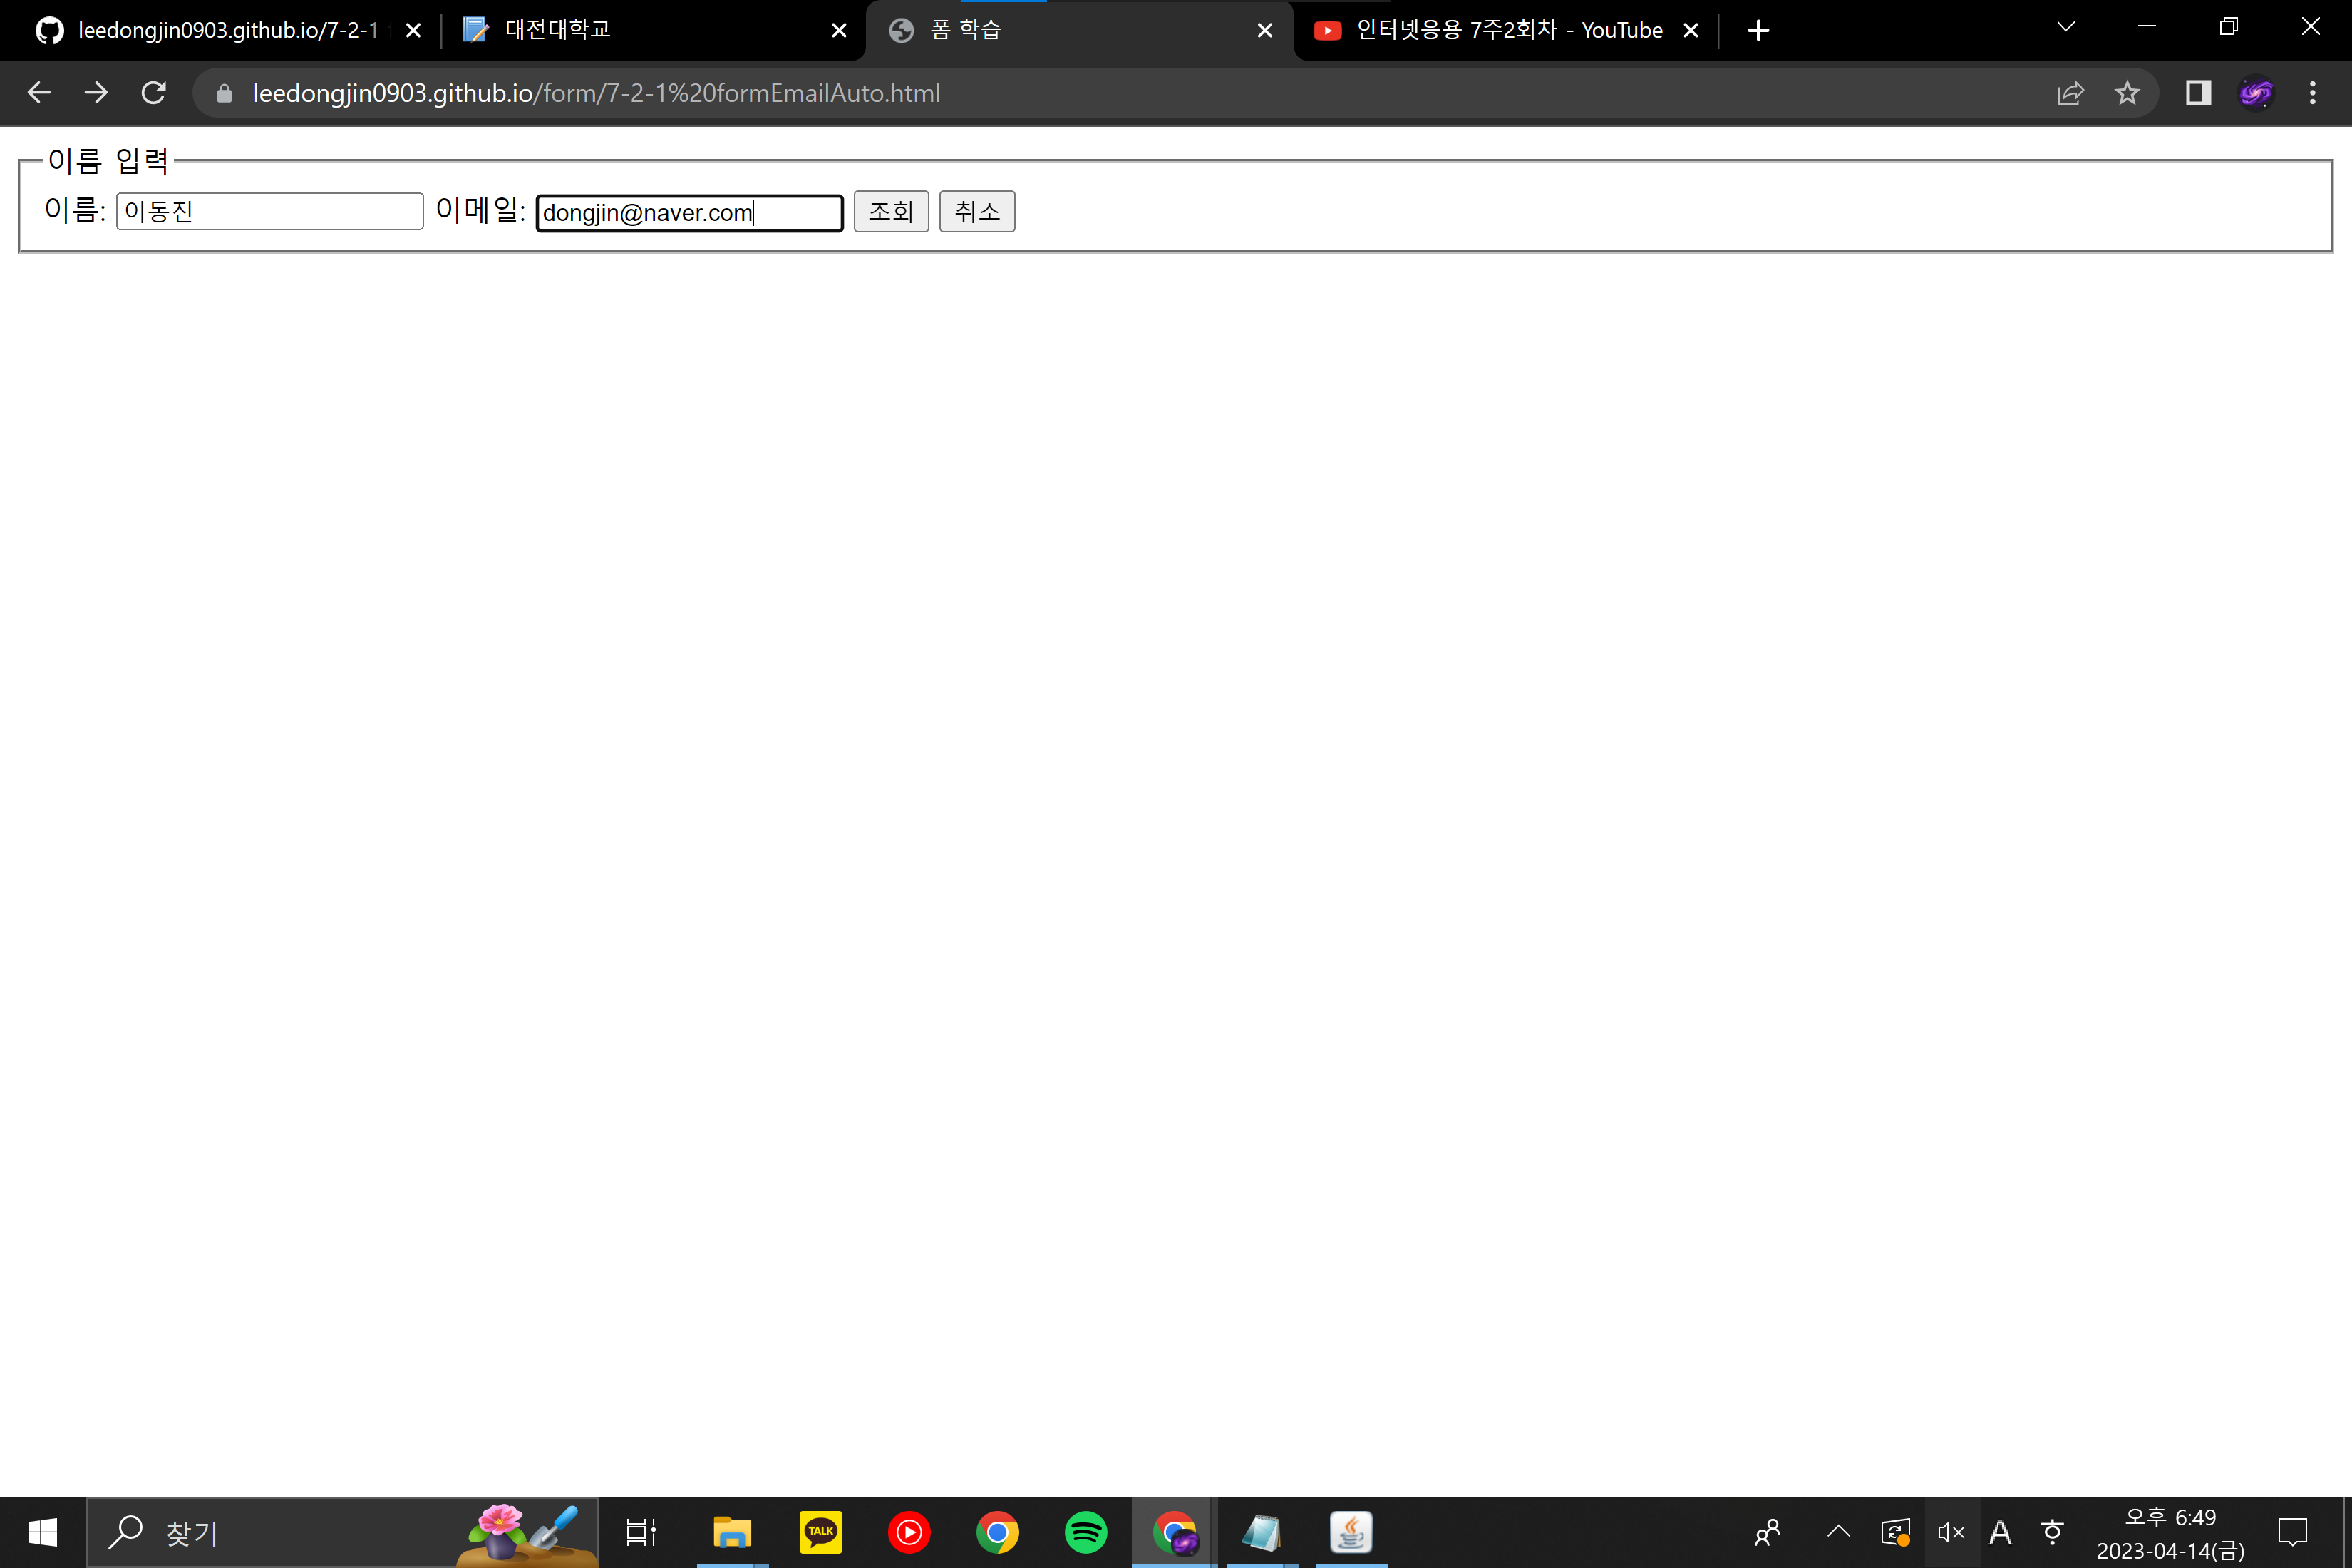 leedongjin0903.github.io/7-2-1
대전대학교
폼 학습
인터넷응용 7주2회차 - YouTube
leedongjin0903.github.io/form/7-2-1%20formEmailAuto.html
이름 입력
이름: 이동진 이메일: dongjin@naver.com 조회 취소
찾기
TALK
A
오후 6:49
2023-04-14(금)